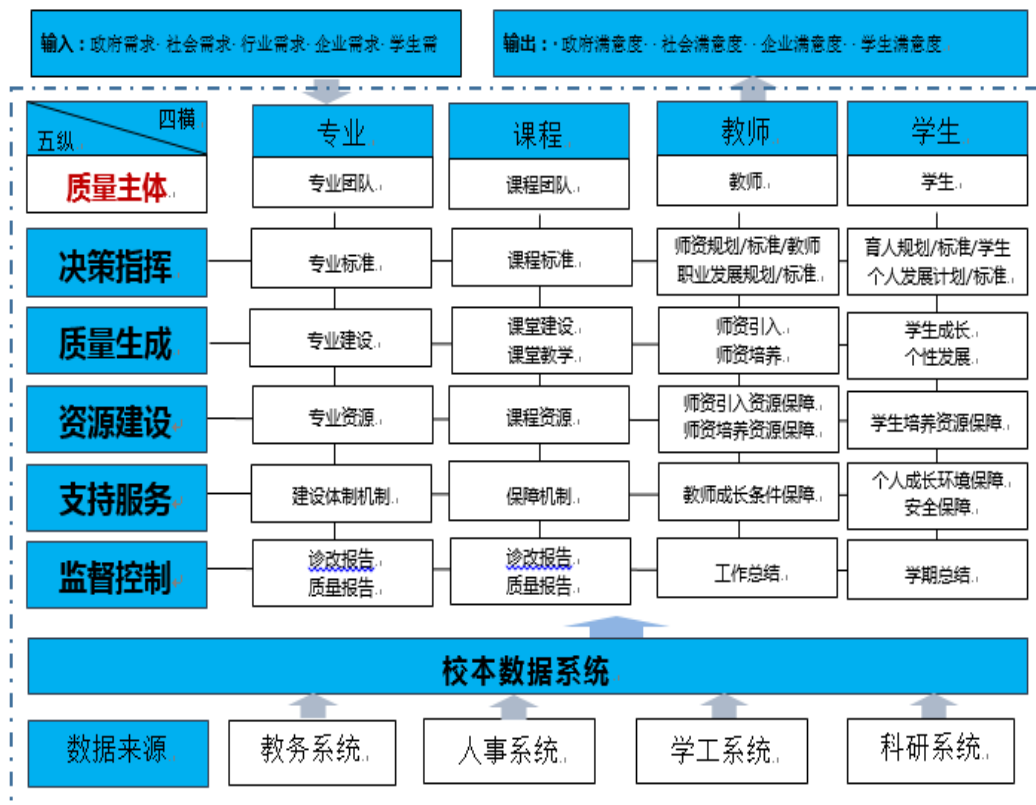 输入：政府需求· 社会需求· 行业需求· 企业需求· 学生需
输出：· 政府满意度· · 社会满意度· · 企业满意度· · 学生满意度
四横
五纵
专业
课程
教师
学生
质量主体
专业团队
课程团队
教师
学生
决策指挥
专业标准
课程标准
师资规划/标准/教师
职业发展规划/标准
育人规划/标准/学生
个人发展计划/标准
质量生成
专业建设
课堂建设
课堂教学
师资引入
师资培养
学生成长
个性发展
资源建设
专业资源
课程资源
师资引入资源保障
师资培养资源保障
学生培养资源保障
支持服务
建设体制机制
保障机制
教师成长条件保障
个人成长环境保障
安全保障
监督控制
诊改报告
质量报告
诊改报告
质量报告
工作总结
学期总结
校本数据系统
数据来源
教务系统
人事系统
学工系统
科研系统